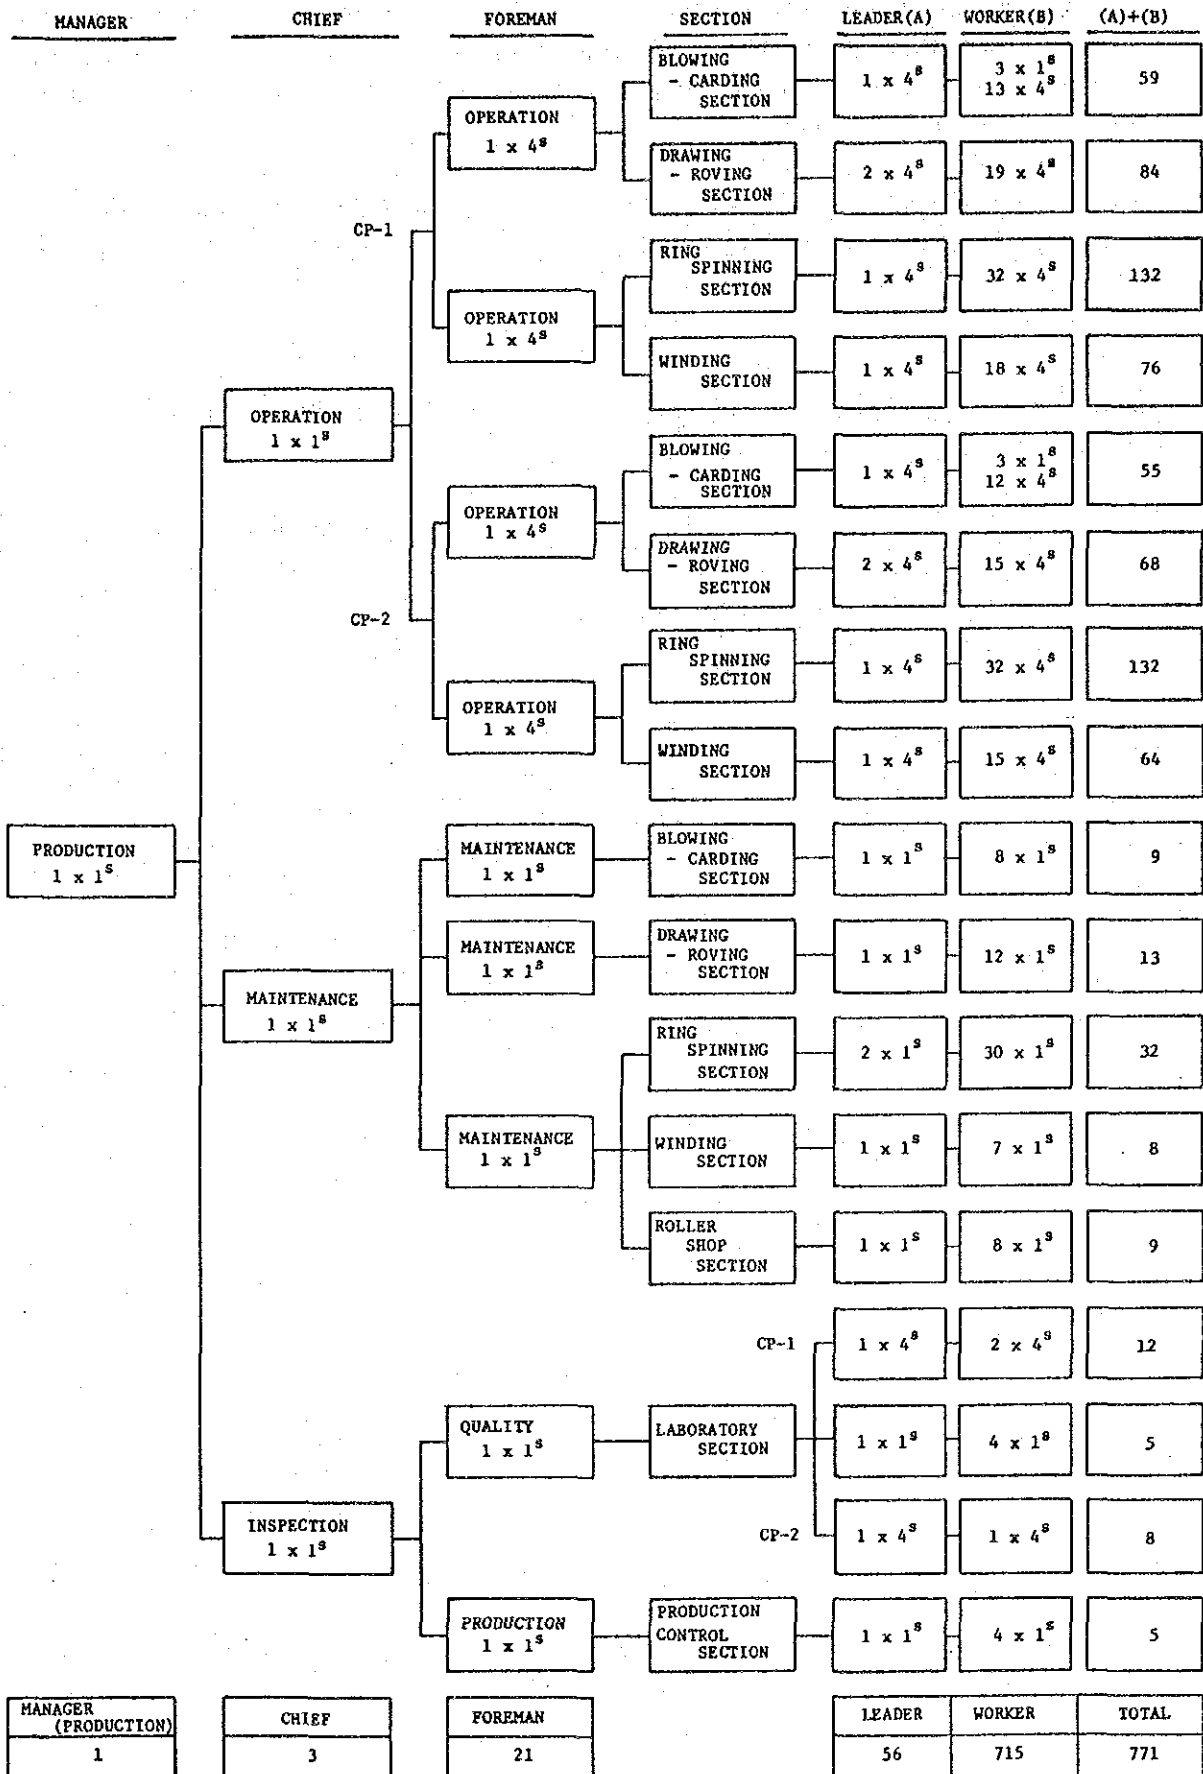 MANAGER CHIEF FOREMAN SECTION LEADER(A) WORKER(B) (A)+(B)
BLOWING
- CARDING
SECTION
1 x 4ˢ
3 x 1ˢ
13 x 4ˢ
59
OPERATION
1 x 4ˢ
DRAWING
- ROVING
SECTION
2 x 4ˢ
19 x 4ˢ
84
CP-1
RING
SPINNING
SECTION
1 x 4ˢ
32 x 4ˢ
132
OPERATION
1 x 4ˢ
WINDING
SECTION
1 x 4ˢ
18 x 4ˢ
76
OPERATION
1 x 1ˢ
BLOWING
- CARDING
SECTION
1 x 4ˢ
3 x 1ˢ
12 x 4ˢ
55
OPERATION
1 x 4ˢ
DRAWING
- ROVING
SECTION
2 x 4ˢ
15 x 4ˢ
68
CP-2
RING
SPINNING
SECTION
1 x 4ˢ
32 x 4ˢ
132
OPERATION
1 x 4ˢ
WINDING
SECTION
1 x 4ˢ
15 x 4ˢ
64
PRODUCTION
1 x 1ˢ
MAINTENANCE
1 x 1ˢ
BLOWING
- CARDING
SECTION
1 x 1ˢ
8 x 1ˢ
9
MAINTENANCE
1 x 1ˢ
DRAWING
- ROVING
SECTION
1 x 1ˢ
12 x 1ˢ
13
MAINTENANCE
1 x 1ˢ
RING
SPINNING
SECTION
2 x 1ˢ
30 x 1ˢ
32
MAINTENANCE
1 x 1ˢ
WINDING
SECTION
1 x 1ˢ
7 x 1ˢ
8
ROLLER
SHOP
SECTION
1 x 1ˢ
8 x 1ˢ
9
CP-1
1 x 4ˢ
2 x 4ˢ
12
QUALITY
1 x 1ˢ
LABORATORY
SECTION
1 x 1ˢ
4 x 1ˢ
5
INSPECTION
1 x 1ˢ
CP-2
1 x 4ˢ
1 x 4ˢ
8
PRODUCTION
1 x 1ˢ
PRODUCTION
CONTROL
SECTION
1 x 1ˢ
4 x 1ˢ
5
MANAGER
(PRODUCTION)
CHIEF FOREMAN LEADER WORKER TOTAL
1 3 21 56 715 771